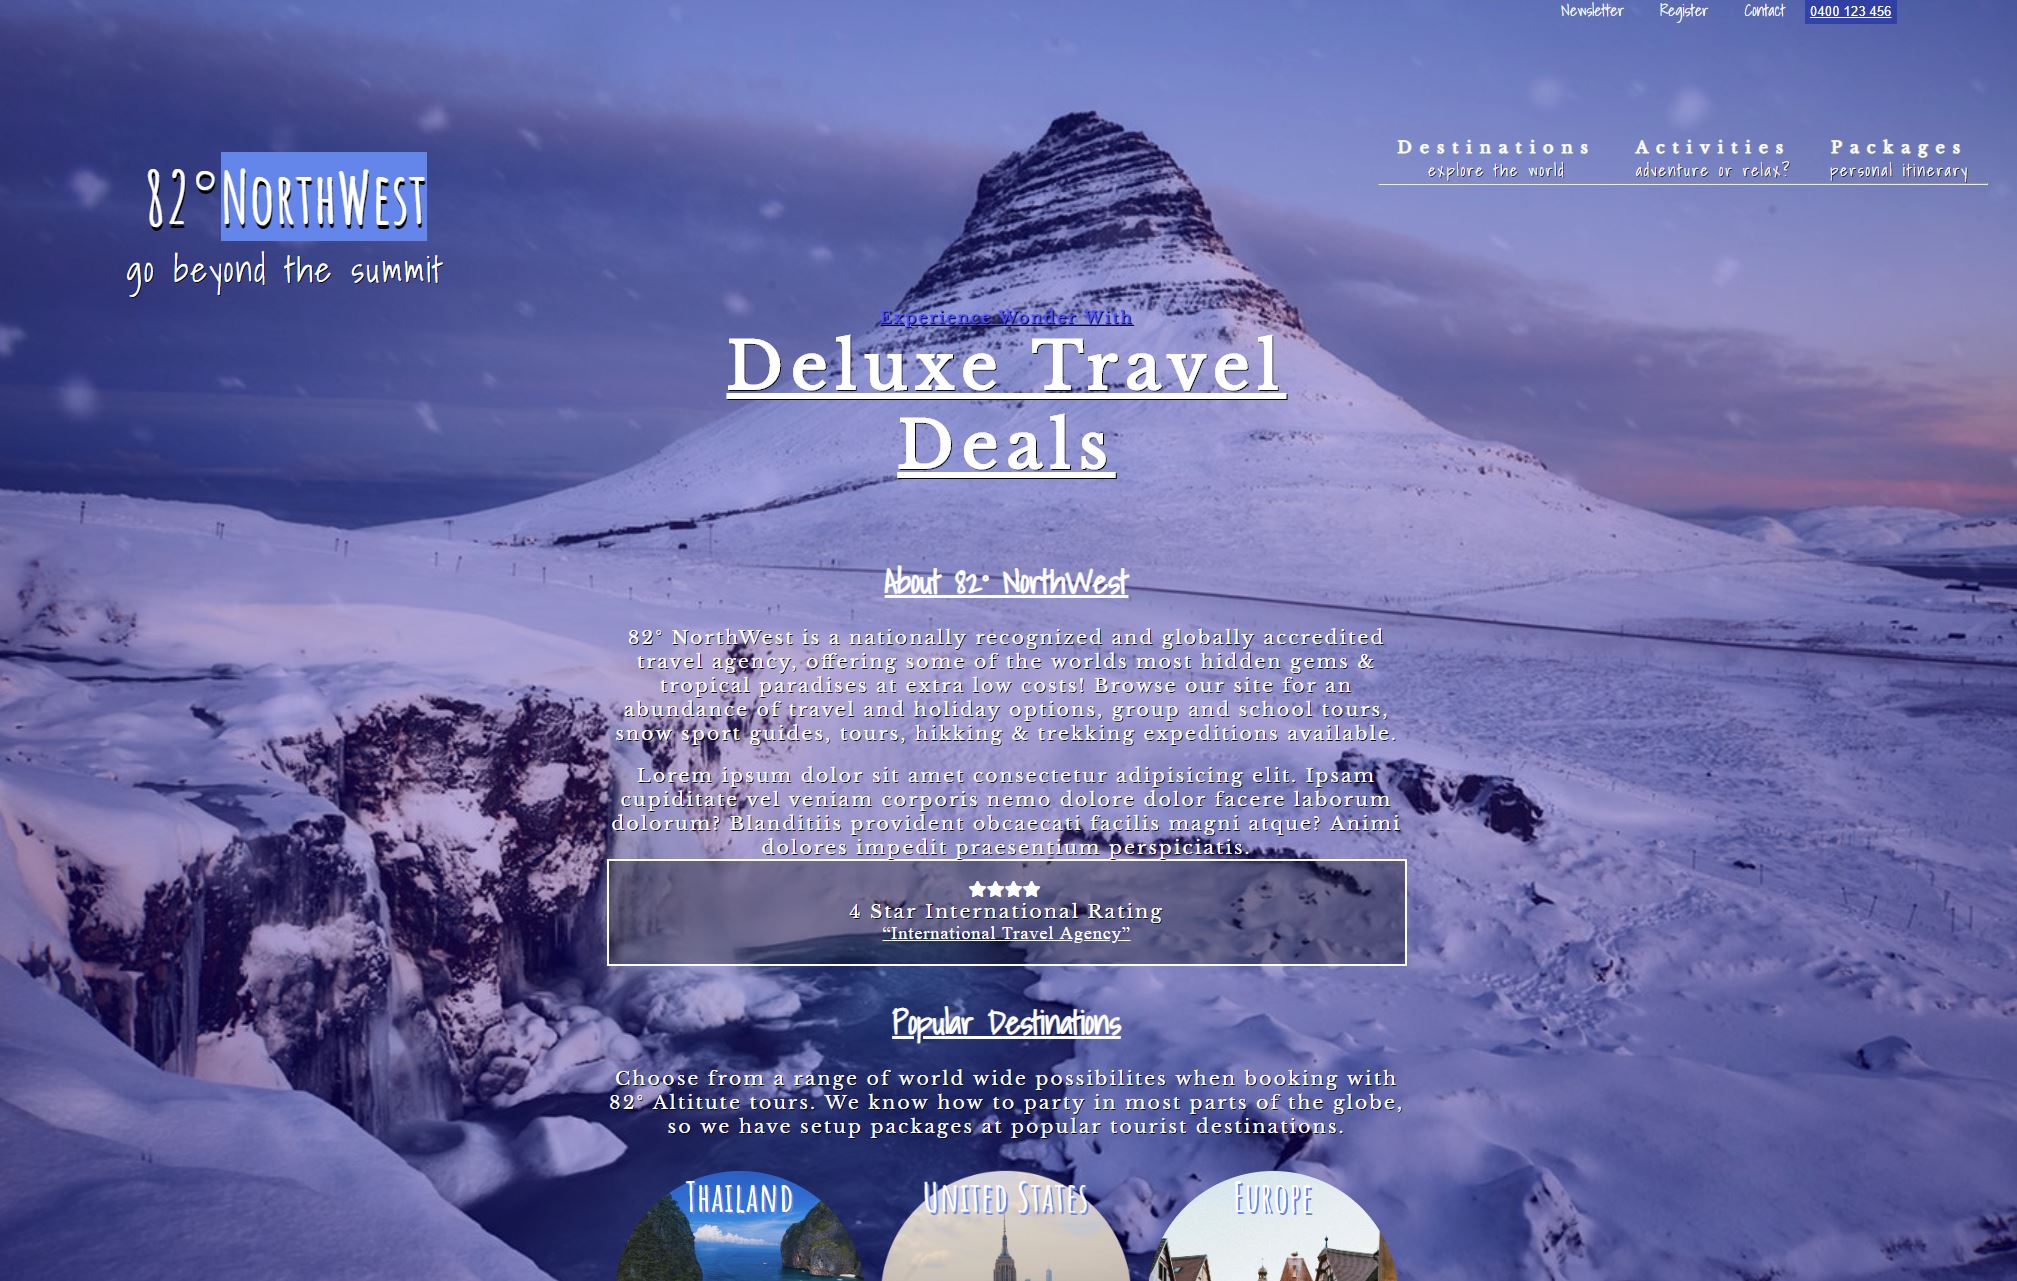 Newsletter Register Contact 0400 123 456
Destinations Activities Packages
explore the world adventure or relax? personal itinerary
82°NorthWest
go beyond the summit
Experience Wonder With
Deluxe Travel
Deals
About 82° NorthWest
82° NorthWest is a nationally recognized and globally accredited
travel agency, offering some of the worlds most hidden gems &
tropical paradises at extra low costs! Browse our site for an
abundance of travel and holiday options, group and school tours,
snow sport guides, tours, hikking & trekking expeditions available.
Lorem ipsum dolor sit amet consectetur adipisicing elit. Ipsam
cupiditate vel veniam corporis nemo dolore dolor facere laborum
dolorum? Blanditiis provident obcaecati facilis magni atque? Animi
dolores impedit praesentium perspiciatis.
4 Star International Rating
“International Travel Agency”
Popular Destinations
Choose from a range of world wide possibilites when booking with
82° Altitute tours. We know how to party in most parts of the globe,
so we have setup packages at popular tourist destinations.
Thailand United States Europe